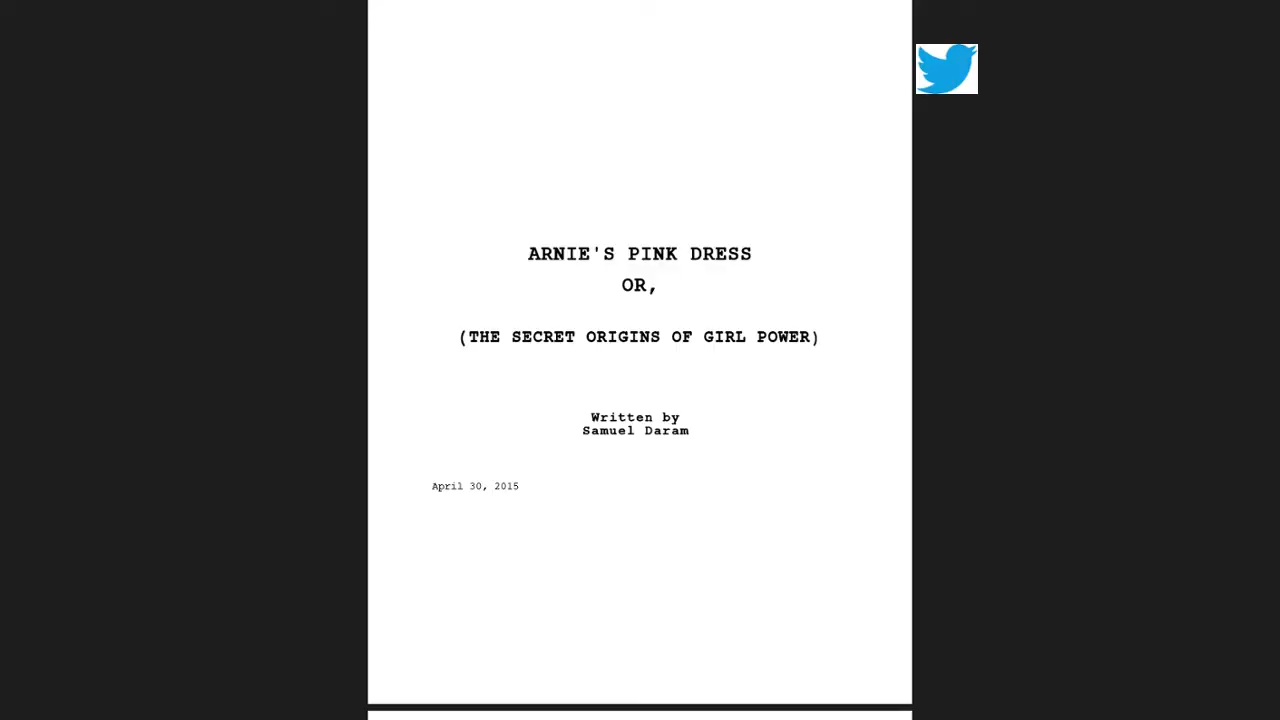 ARNIE'S PINK DRESS
OR,
(THE SECRET ORIGINS OF GIRL POWER)
Written by
Samuel Daram
April 30, 2015